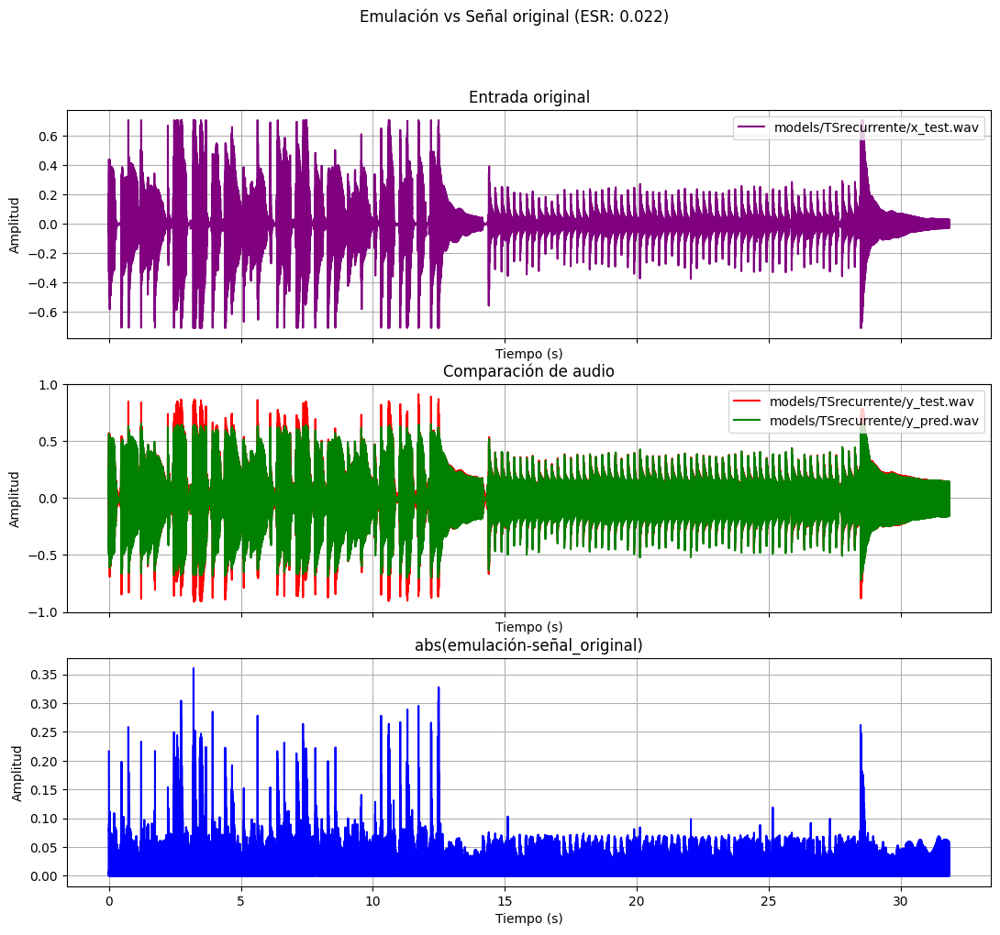 Emulación vs Señal original (ESR: 0.022)
Entrada original
models/TSrecurrente/x_test.wav
Amplitud
0.6
0.4
0.2
0.0
−0.2
−0.4
−0.6
Tiempo (s)
Comparación de audio
models/TSrecurrente/y_test.wav
models/TSrecurrente/y_pred.wav
Amplitud
1.0
0.5
0.0
−0.5
−1.0
Tiempo (s)
abs(emulación-señal_original)
Amplitud
0.35
0.30
0.25
0.20
0.15
0.10
0.05
0.00
0 5 10 15 20 25 30
Tiempo (s)